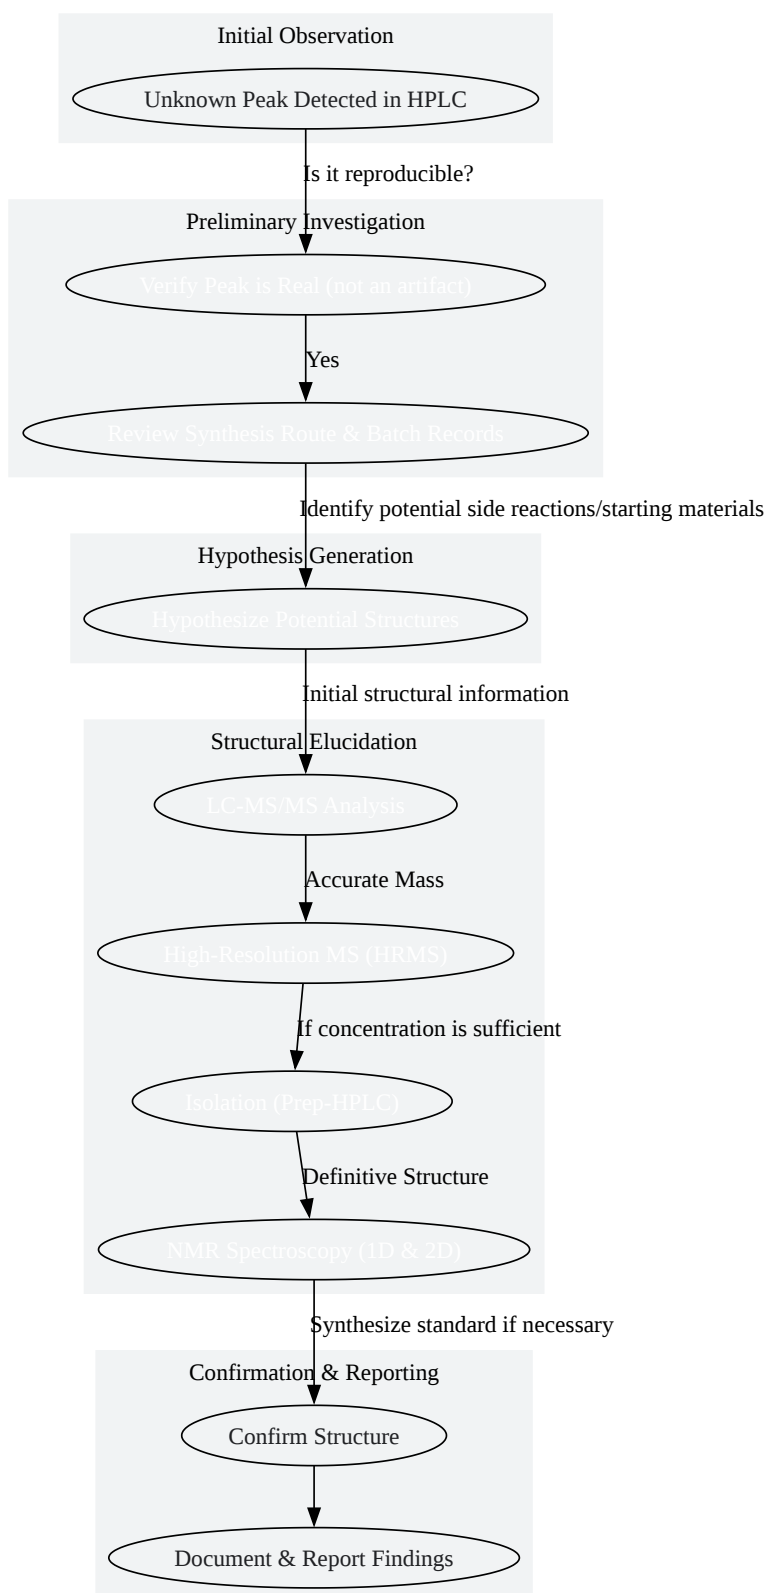 Initial Observation
Unknown Peak Detected in HPLC
Is it reproducible?
Preliminary Investigation
Verify Peak is Real (not an artifact)
Yes
Review Synthesis Route & Batch Records
Identify potential side reactions/starting materials
Hypothesis Generation
Hypothesize Potential Structures
Initial structural information
Structural Elucidation
LC-MS/MS Analysis
Accurate Mass
High-Resolution MS (HRMS)
If concentration is sufficient
Isolation (Prep-HPLC)
Definitive Structure
NMR Spectroscopy (1D & 2D)
Synthesize standard if necessary
Confirmation & Reporting
Confirm Structure
Document & Report Findings